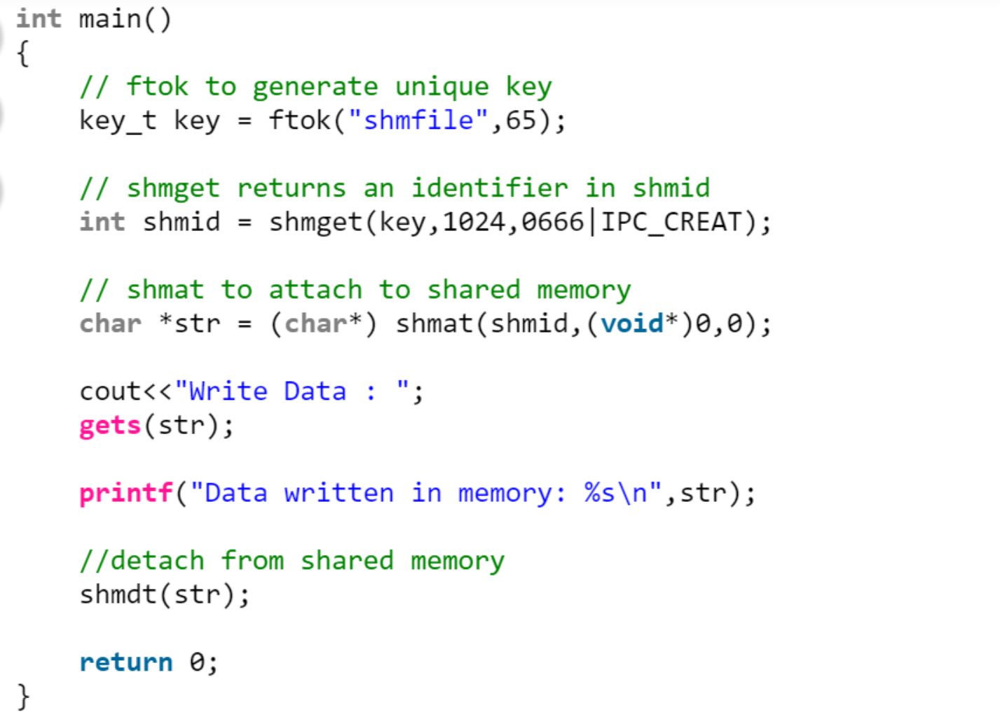 int main()
{
    // ftok to generate unique key
    key_t key = ftok("shmfile",65);

    // shmget returns an identifier in shmid
    int shmid = shmget(key,1024,0666|IPC_CREAT);

    // shmat to attach to shared memory
    char *str = (char*) shmat(shmid,(void*)0,0);

    cout<<"Write Data : ";
    gets(str);

    printf("Data written in memory: %s\n",str);

    //detach from shared memory
    shmdt(str);

    return 0;
}